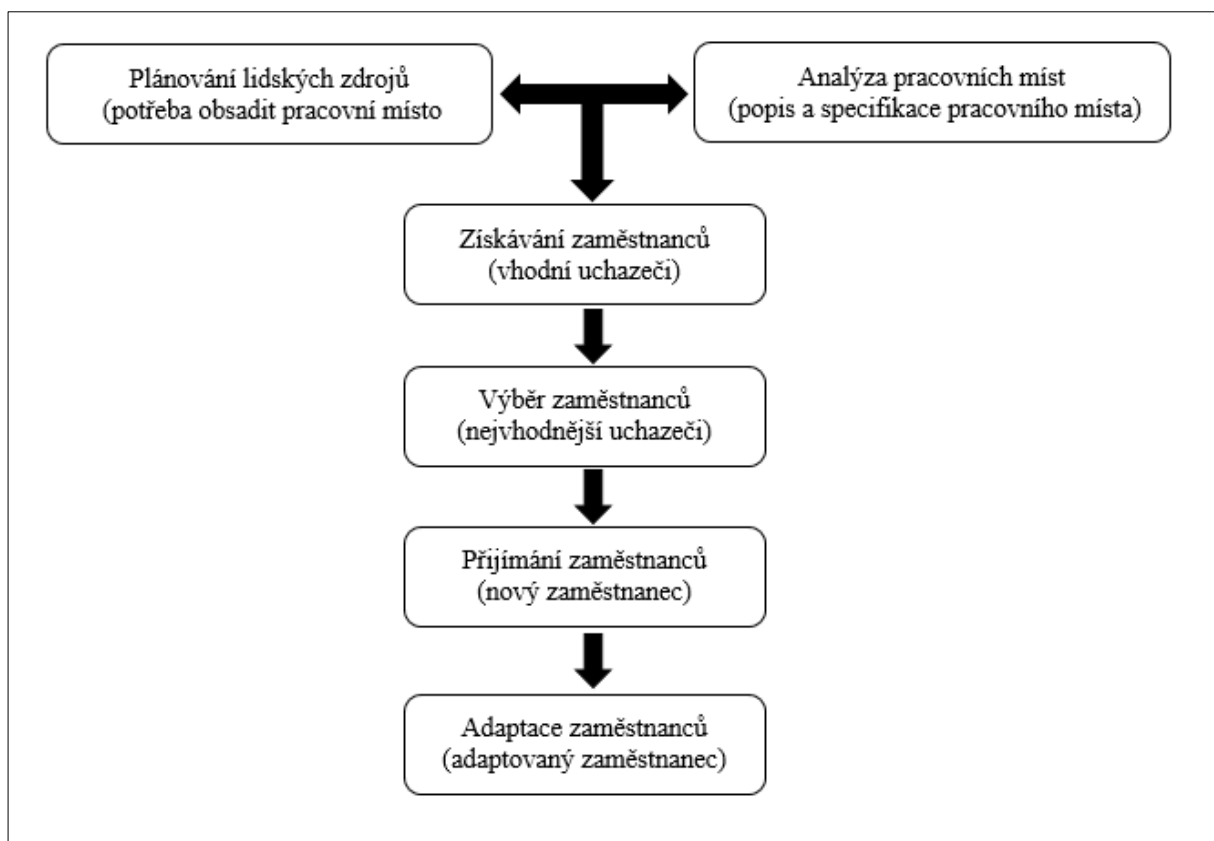 Plánování lidských zdrojů
(potřeba obsadit pracovní místo
Analýza pracovních míst
(popis a specifikace pracovního místa)
Získávání zaměstnanců
(vhodní uchazeči)
Výběr zaměstnanců
(nejvhodnější uchazeči)
Přijímání zaměstnanců
(nový zaměstnanec)
Adaptace zaměstnanců
(adaptovaný zaměstnanec)